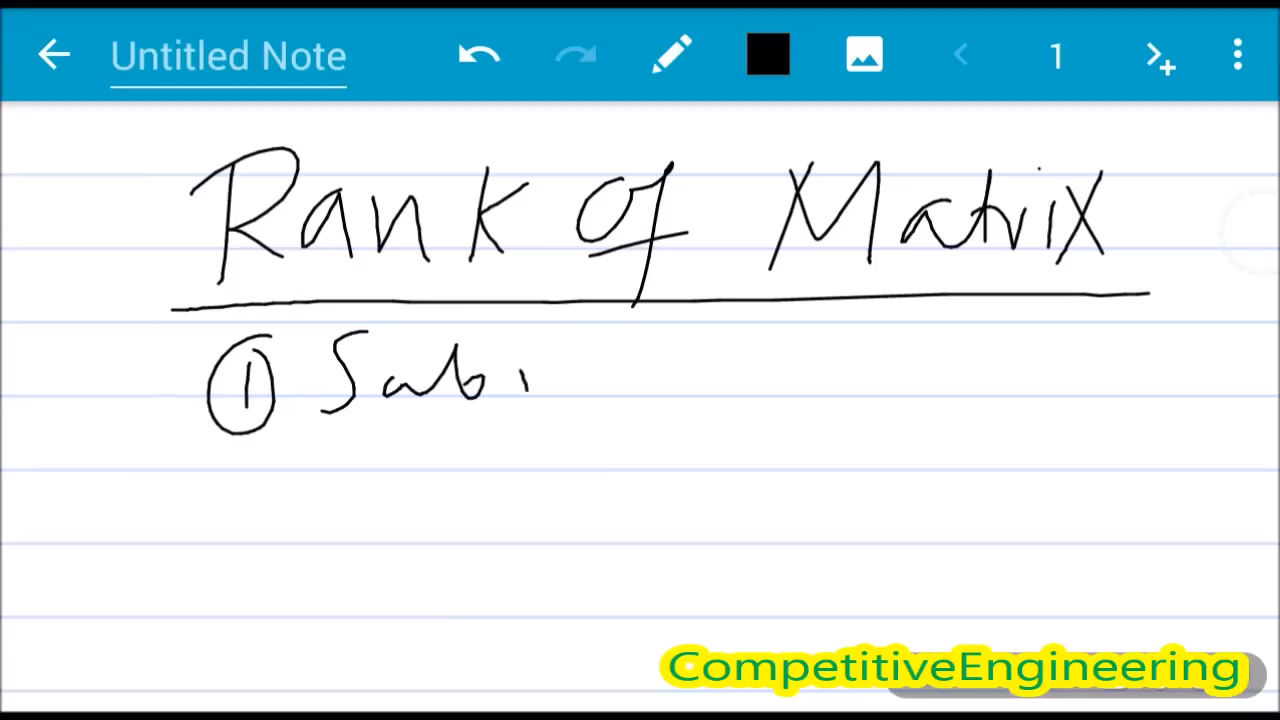 Untitled Note
1
Rank of Matrix
① Sub
CompetitiveEngineering